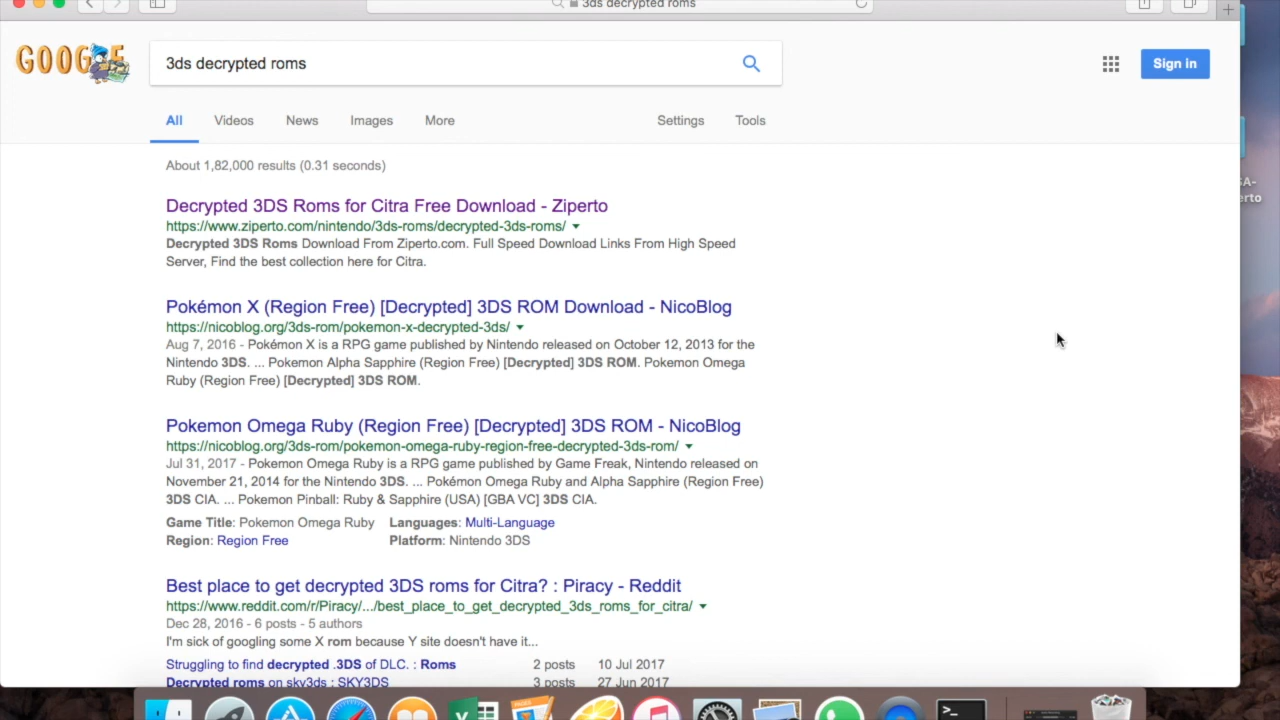 3ds decrypted roms
GOOGLE
3ds decrypted roms
Sign in
All Videos News Images More Settings Tools
About 1,82,000 results (0.31 seconds)
Decrypted 3DS Roms for Citra Free Download - Ziperto
https://www.ziperto.com/nintendo/3ds-roms/decrypted-3ds-roms/
Decrypted 3DS Roms Download From Ziperto.com. Full Speed Download Links From High Speed
Server, Find the best collection here for Citra.
Pokémon X (Region Free) [Decrypted] 3DS ROM Download - NicoBlog
https://nicoblog.org/3ds-rom/pokemon-x-decrypted-3ds/
Aug 7, 2016 - Pokémon X is a RPG game published by Nintendo released on October 12, 2013 for the
Nintendo 3DS. ... Pokemon Alpha Sapphire (Region Free) [Decrypted] 3DS ROM. Pokemon Omega
Ruby (Region Free) [Decrypted] 3DS ROM.
Pokemon Omega Ruby (Region Free) [Decrypted] 3DS ROM - NicoBlog
https://nicoblog.org/3ds-rom/pokemon-omega-ruby-region-free-decrypted-3ds-rom/
Jul 31, 2017 - Pokemon Omega Ruby is a RPG game published by Game Freak, Nintendo released on
November 21, 2014 for the Nintendo 3DS. ... Pokémon Omega Ruby and Alpha Sapphire (Region Free)
3DS CIA. ... Pokemon Pinball: Ruby & Sapphire (USA) [GBA VC] 3DS CIA.
Game Title: Pokemon Omega Ruby Languages: Multi-Language
Region: Region Free Platform: Nintendo 3DS
Best place to get decrypted 3DS roms for Citra? : Piracy - Reddit
https://www.reddit.com/r/Piracy/.../best_place_to_get_decrypted_3ds_roms_for_citra/
Dec 28, 2016 - 6 posts - 5 authors
I'm sick of googling some X rom because Y site doesn't have it...
Struggling to find decrypted .3DS of DLC. : Roms 2 posts 10 Jul 2017
Decrypted roms on sky3ds : SKY3DS 3 posts 27 Jun 2017